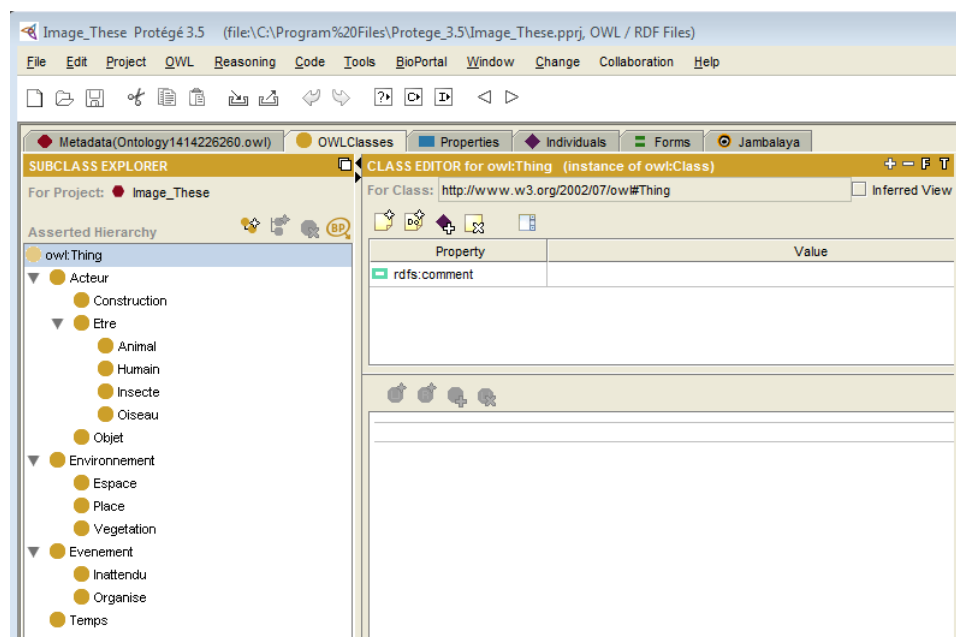 Image_These Protégé 3.5 (file:\C:\Program%20Files\Protege_3.5\Image_These.pprj, OWL / RDF Files)
File Edit Project OWL Reasoning Code Tools BioPortal Window Change Collaboration Help
Metadata(Ontology1414226260.owl) OWLClasses Properties Individuals Forms Jambalaya
SUBCLASS EXPLORER
For Project: Image_These
Asserted Hierarchy
BP
owl:Thing
Acteur
Construction
Etre
Animal
Humain
Insecte
Oiseau
Objet
Environnement
Espace
Place
Vegetation
Evenement
Inattendu
Organise
Temps
CLASS EDITOR for owl:Thing (instance of owl:Class)
F T
For Class: http://www.w3.org/2002/07/owl#Thing Inferred View
Property Value
rdfs:comment